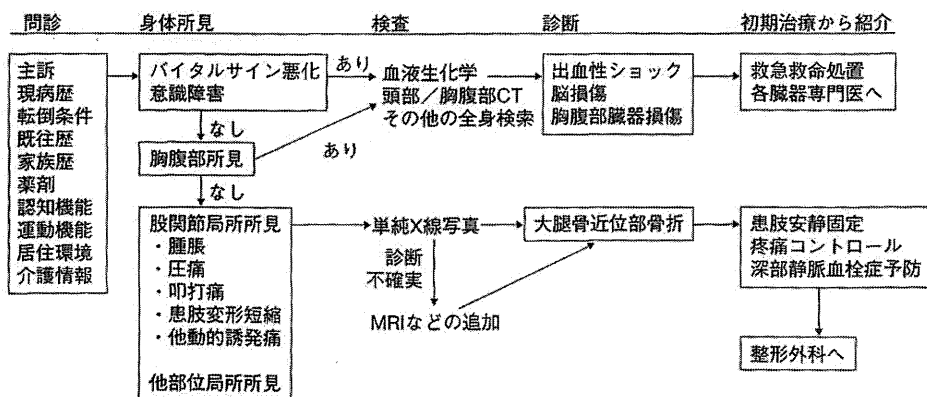 問診
身体所見
検査
診断
初期治療から紹介
主訴
現病歴
転倒条件
既往歴
家族歴
薬剤
認知機能
運動機能
居住環境
介護情報
バイタルサイン悪化
意識障害
あり
なし
胸腹部所見
あり
なし
股関節局所所見
・腫脹
・圧痛
・叩打痛
・患肢変形短縮
・他動的誘発痛
他部位局所所見
血液生化学
頭部／胸腹部CT
その他の全身検索
単純X線写真
診断
不確実
MRIなどの追加
出血性ショック
脳損傷
胸腹部臓器損傷
大腿骨近位部骨折
救急救命処置
各臓器専門医へ
患肢安静固定
疼痛コントロール
深部静脈血栓症予防
整形外科へ